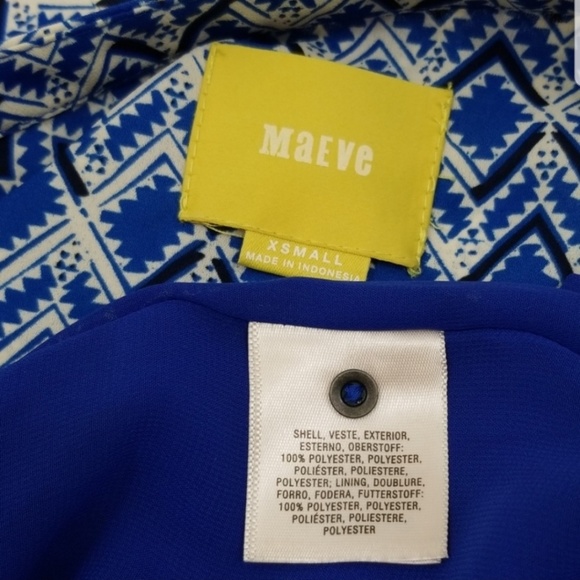 MaEVe
XSMALL
MADE IN INDONESIA
SHELL, VESTE, EXTERIOR,
ESTERNO, OBERSTOFF:
100% POLYESTER, POLYESTER,
POLIÉSTER, POLIESTERE,
POLYESTER; LINING, DOUBLURE,
FORRO, FODERA, FUTTERSTOFF:
100% POLYESTER, POLYESTER,
POLIÉSTER, POLIESTERE
POLYESTER